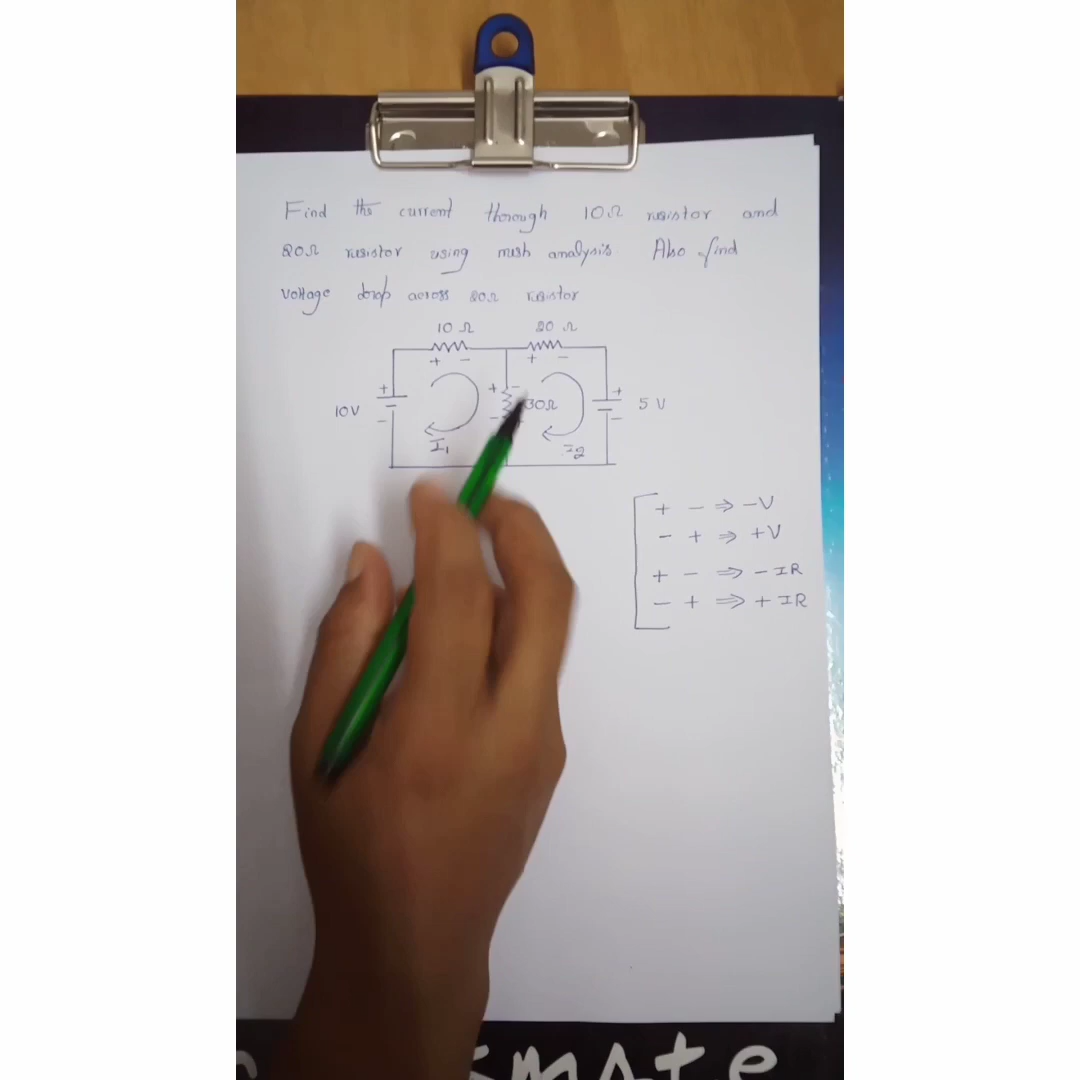 Find the current thorough 10Ω resistor and
20Ω resistor using mesh analysis. Also find
voltage drop across 20Ω resistor
10 Ω 20 Ω
+ - + -
+ + - +
10V 30Ω 5 V
- - + -
I1 I2
+ - ⇒ -V
- + ⇒ +V
+ - ⇒ - IR
- + ⇒ + IR